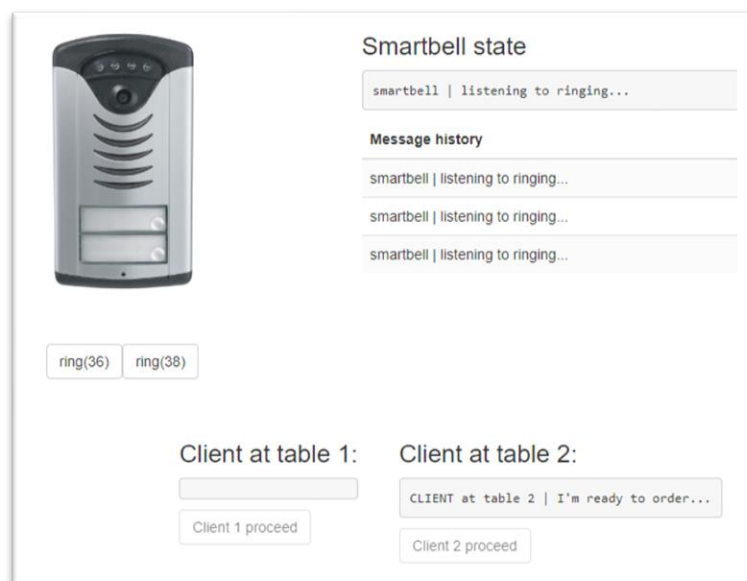 Smartbell state
smartbell | listening to ringing...
Message history
smartbell | listening to ringing...
smartbell | listening to ringing...
smartbell | listening to ringing...
ring(36) ring(38)
Client at table 1: Client at table 2:
CLIENT at table 2 | I'm ready to order...
Client 1 proceed
Client 2 proceed